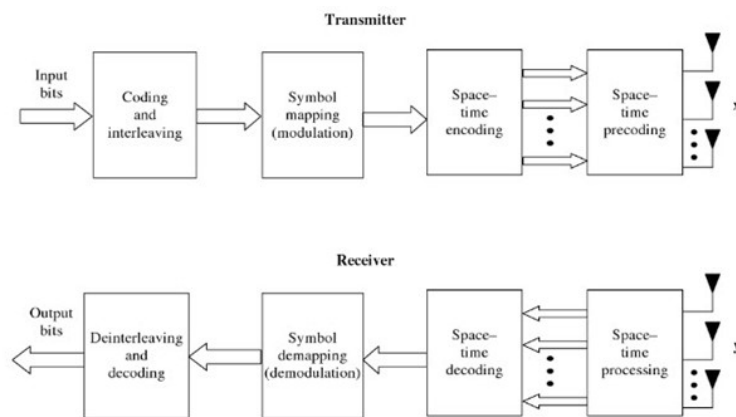 Transmitter
Input
bits
Coding
and
interleaving
Symbol
mapping
(modulation)
Space–
time
encoding
Space–
time
precoding
Receiver
Output
bits
Deinterleaving
and
decoding
Symbol
demapping
(demodulation)
Space–
time
decoding
Space–
time
processing